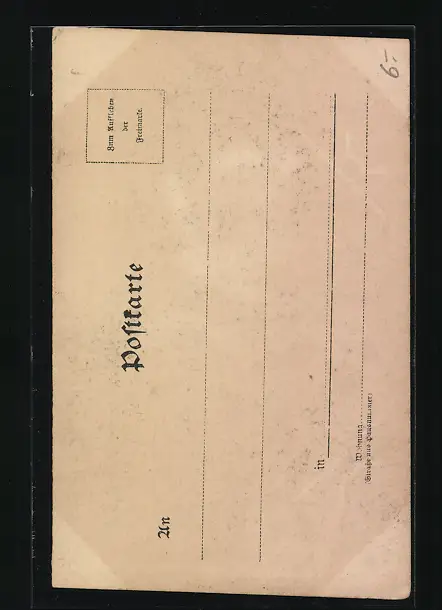 Postkarte
Zum Aufkleben
der
Freimarke.
An
in
Wohnung
(Straße und Hausnummer)
6.-